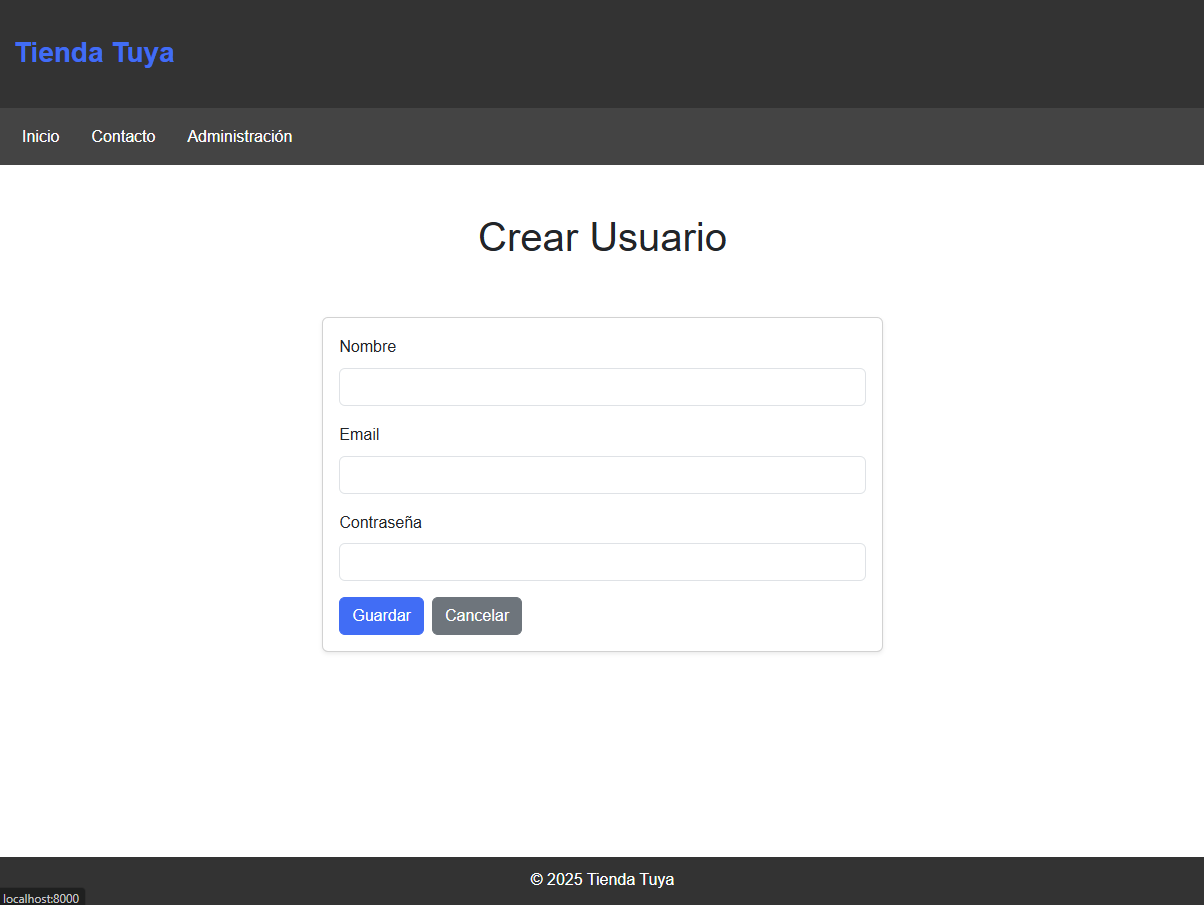 Tienda Tuya
Inicio Contacto Administración
Crear Usuario
Nombre
Email
Contraseña
Guardar Cancelar
© 2025 Tienda Tuya
localhost:8000